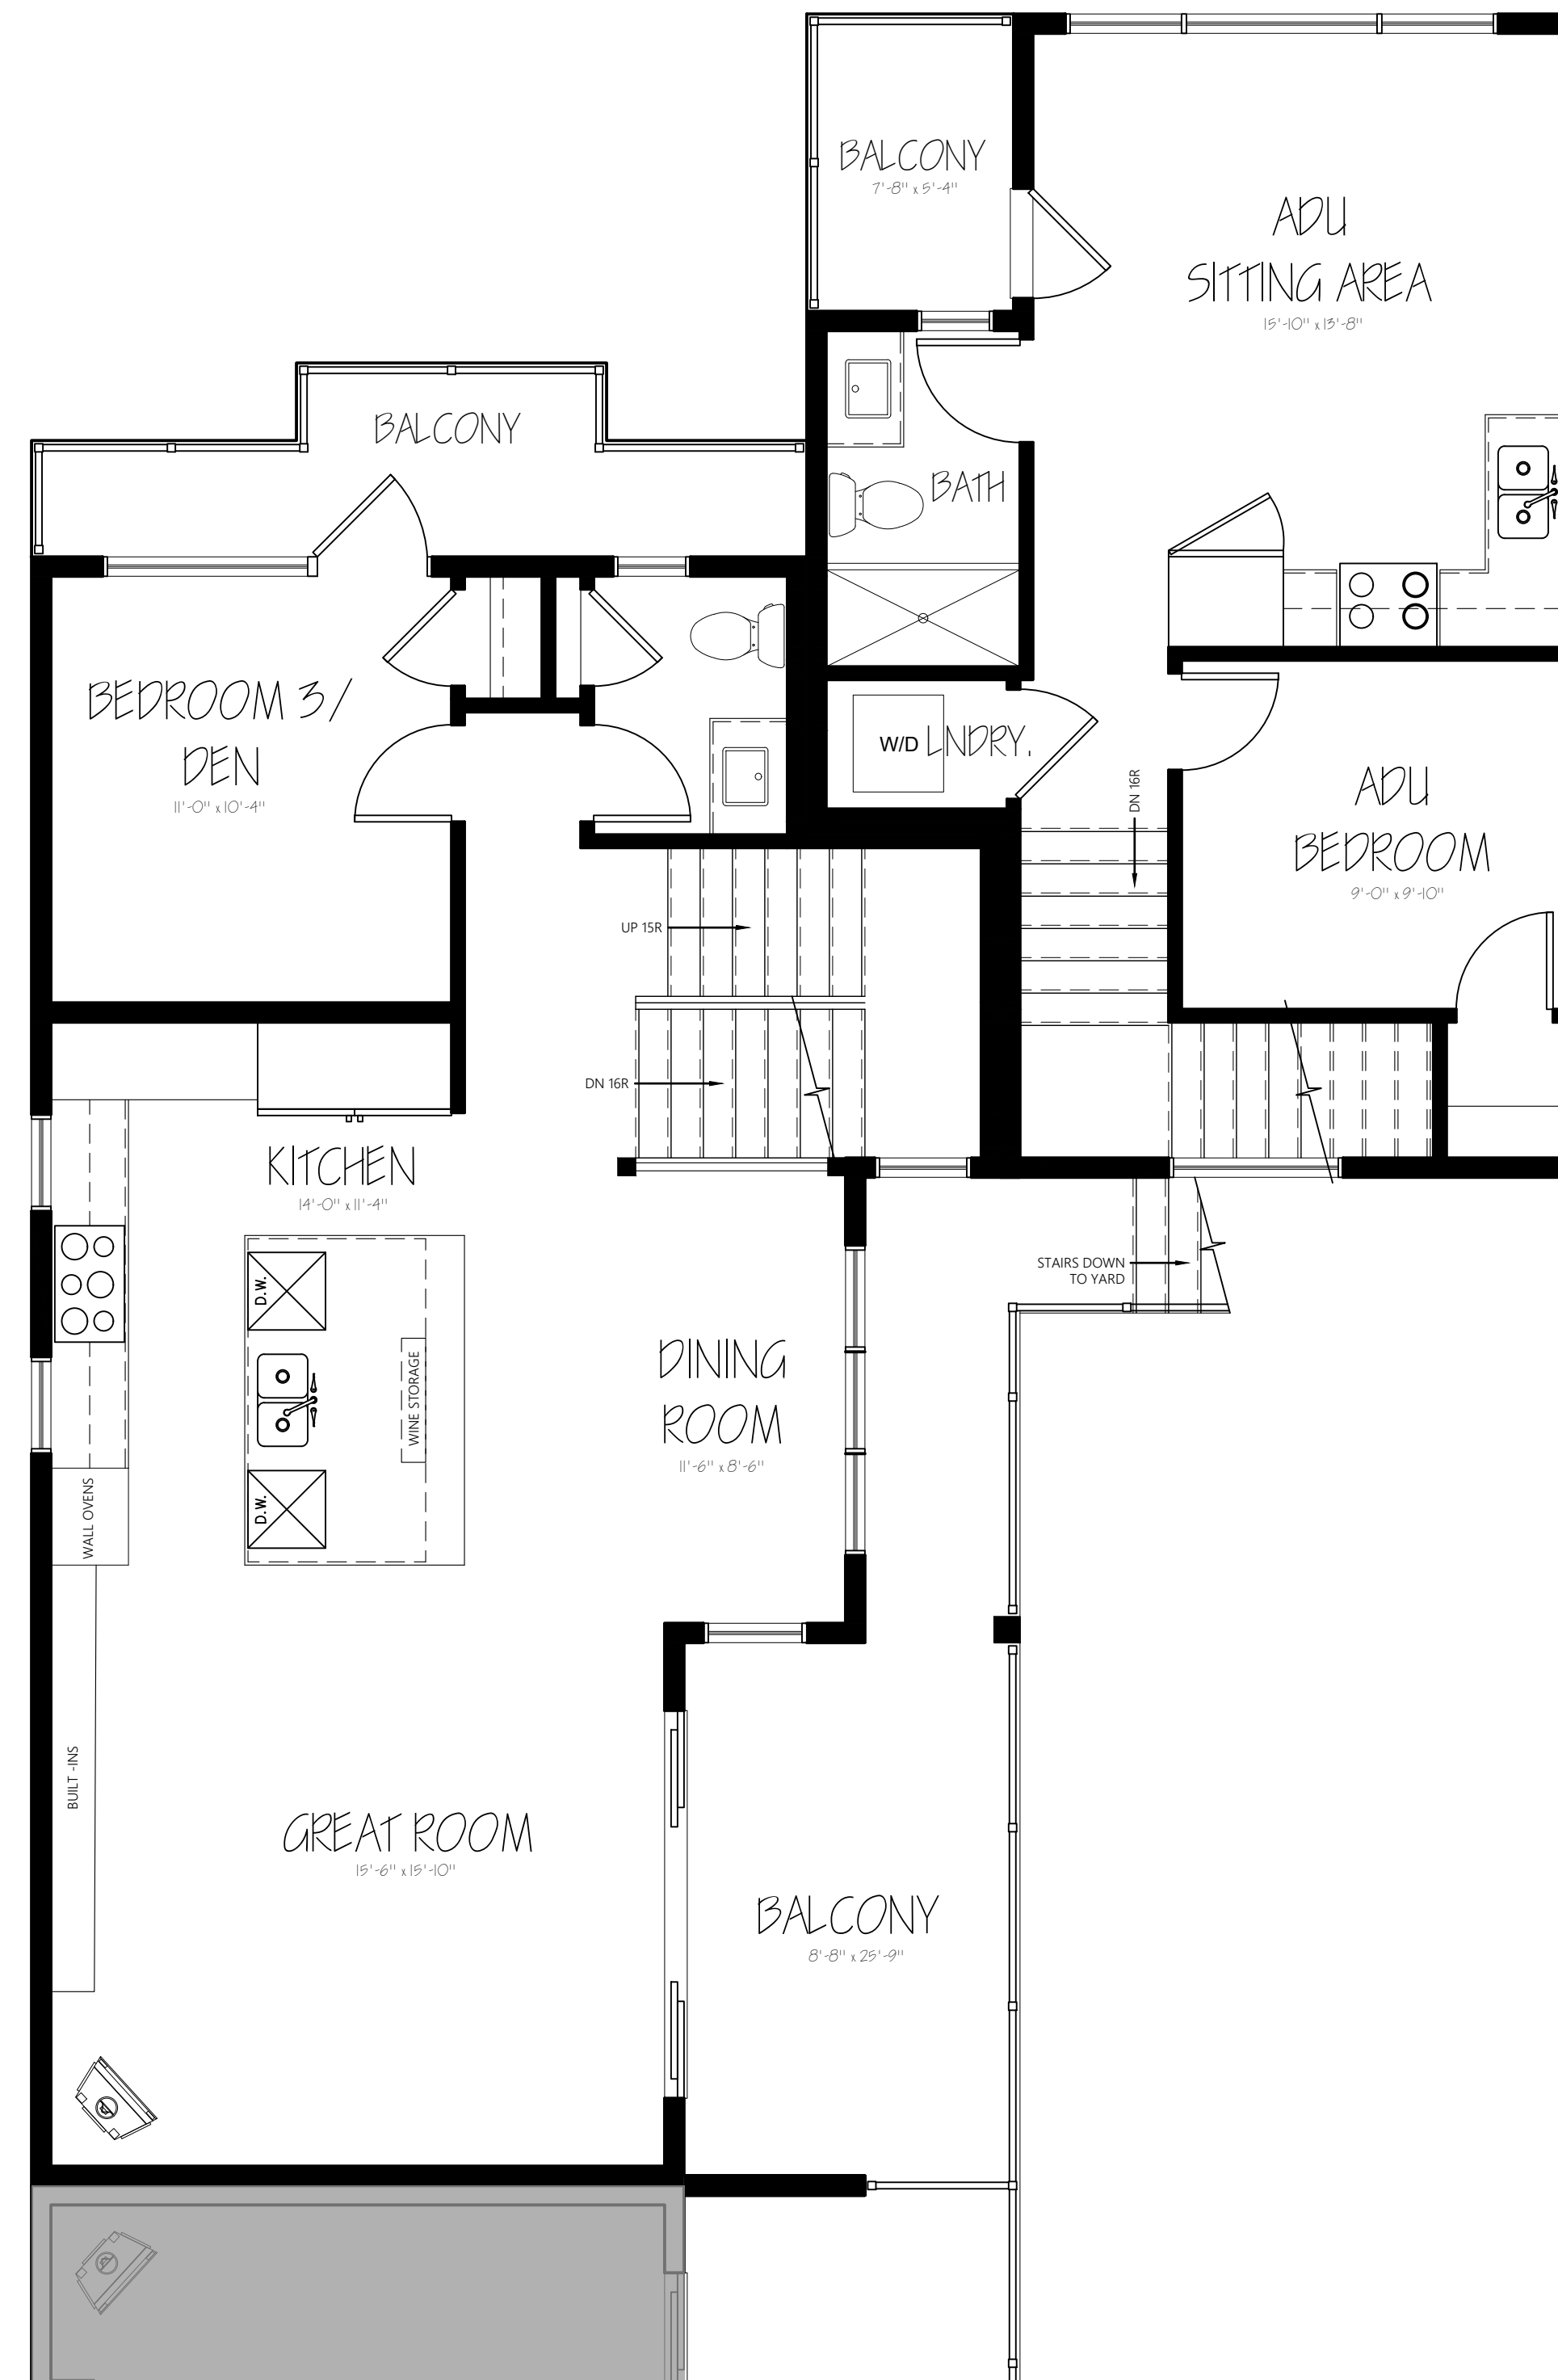 BALCONY
7'-8" x 5'-4"
ADU
SITTING AREA
15'-10" x 13'-8"
BALCONY
BATH
BEDROOM 3/
DEN
11'-0" x 10'-4"
W/D
LNDRY.
DN 16R
ADU
BEDROOM
9'-0" x 9'-10"
UP 15R
DN 16R
KITCHEN
14'-0" x 11'-4"
D.W.
STAIRS DOWN
TO YARD
WINE STORAGE
DINING
ROOM
11'-6" x 8'-6"
WALL OVENS
D.W.
BUILT -INS
GREAT ROOM
15'-6" x 15'-10"
BALCONY
8'-8" x 25'-9"